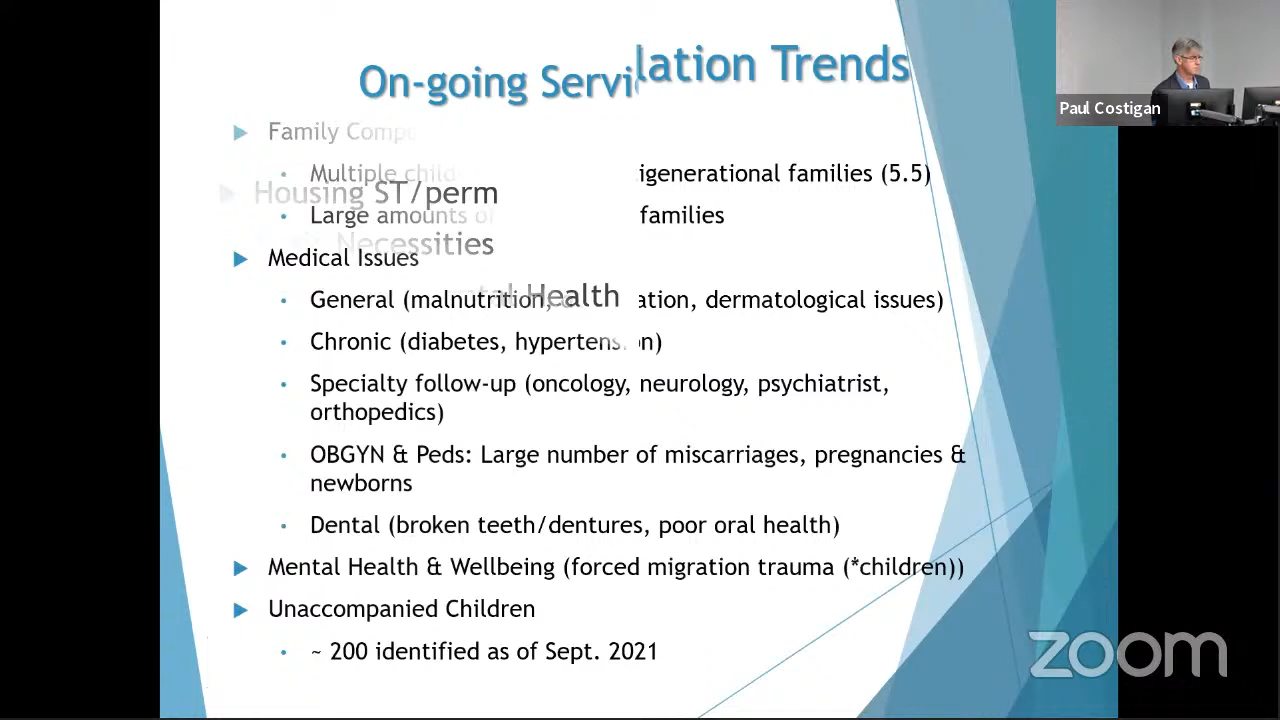 On-going Servi
lation Trends
Family Compo
Multiple child
igenerational families (5.5)
Housing ST/perm
Large amounts of
families
Necessities
Medical Issues
General (malnutrition,
ation, dermatological issues)
Health
Chronic (diabetes, hypertension)
Specialty follow-up (oncology, neurology, psychiatrist,
orthopedics)
OBGYN & Peds: Large number of miscarriages, pregnancies &
newborns
Dental (broken teeth/dentures, poor oral health)
Mental Health & Wellbeing (forced migration trauma (*children))
Unaccompanied Children
~ 200 identified as of Sept. 2021
Paul Costigan
zoom